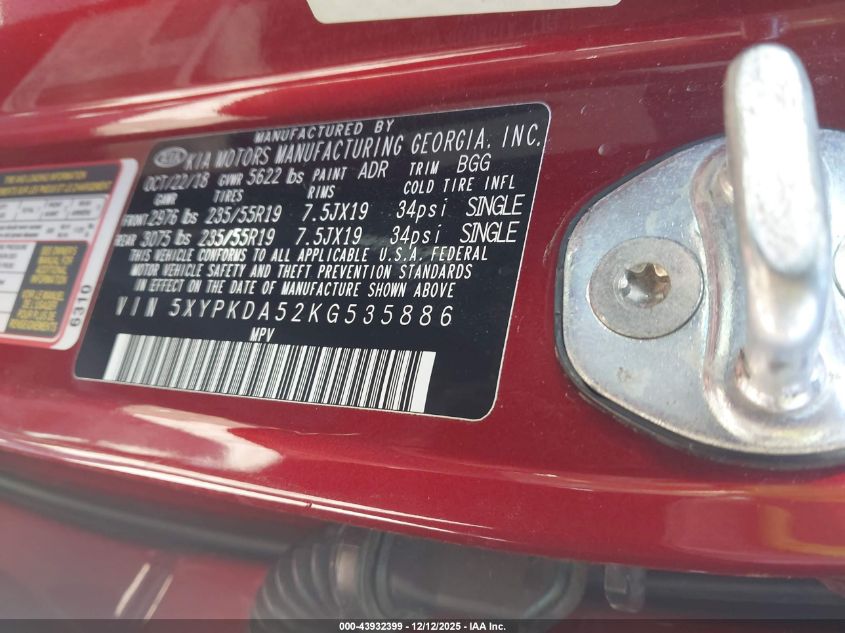 MANUFACTURED BY
KIA KIA MOTORS MANUFACTURING GEORGIA, INC.
OCT/22/18 GVWR 5622 lbs PAINT ADR TRIM BGG
GAWR TIRES RIMS COLD TIRE INFL
FRONT 2976 lbs 235/55R19 7.5JX19 34psi SINGLE
REAR 3075 lbs 235/55R19 7.5JX19 34psi SINGLE
THIS VEHICLE CONFORMS TO ALL APPLICABLE U.S.A. FEDERAL
MOTOR VEHICLE SAFETY AND THEFT PREVENTION STANDARDS
IN EFFECT ON THE DATE OF MANUFACTURE SHOWN ABOVE
VIN 5XYPKDA52KG535886
MPV
6310
000-43932399 - 12/12/2025 - IAA Inc.